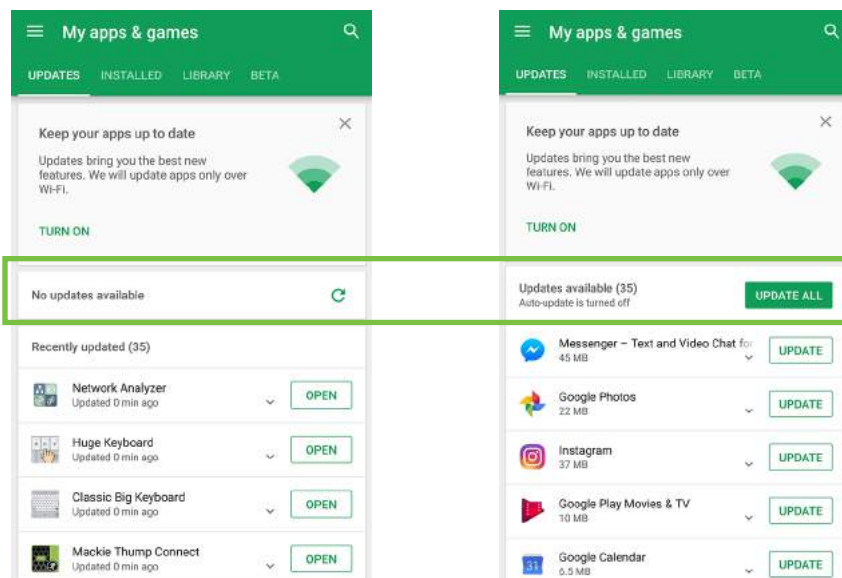 My apps & games
UPDATES INSTALLED LIBRARY BETA
Keep your apps up to date
Updates bring you the best new
features. We will update apps only over
Wi-Fi.
TURN ON
No updates available
Recently updated (35)
Network Analyzer
Updated 0 min ago
OPEN
Huge Keyboard
Updated 0 min ago
OPEN
Classic Big Keyboard
Updated 0 min ago
OPEN
Mackie Thump Connect
Updated 0 min ago
OPEN
My apps & games
UPDATES INSTALLED LIBRARY BETA
Keep your apps up to date
Updates bring you the best new
features. We will update apps only over
Wi-Fi.
TURN ON
Updates available (35)
Auto-update is turned off
UPDATE ALL
Messenger – Text and Video Chat for
45 MB
UPDATE
Google Photos
22 MB
UPDATE
Instagram
37 MB
UPDATE
Google Play Movies & TV
10 MB
UPDATE
31
Google Calendar
6.5 MB
UPDATE